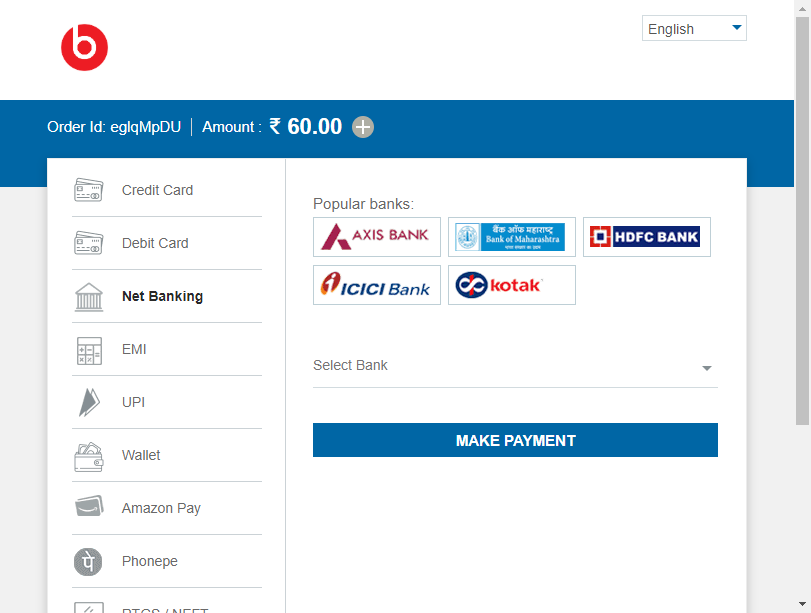 b
English
Order Id: eglqMpDU | Amount : ₹ 60.00
Credit Card
Debit Card
Net Banking
EMI
UPI
Wallet
Amazon Pay
पे
Phonepe
RTGS / NEFT
Popular banks:
AXIS BANK
बैंक ऑफ महाराष्ट्र
Bank of Maharashtra
HDFC BANK
ICICI Bank
kotak
Select Bank
MAKE PAYMENT